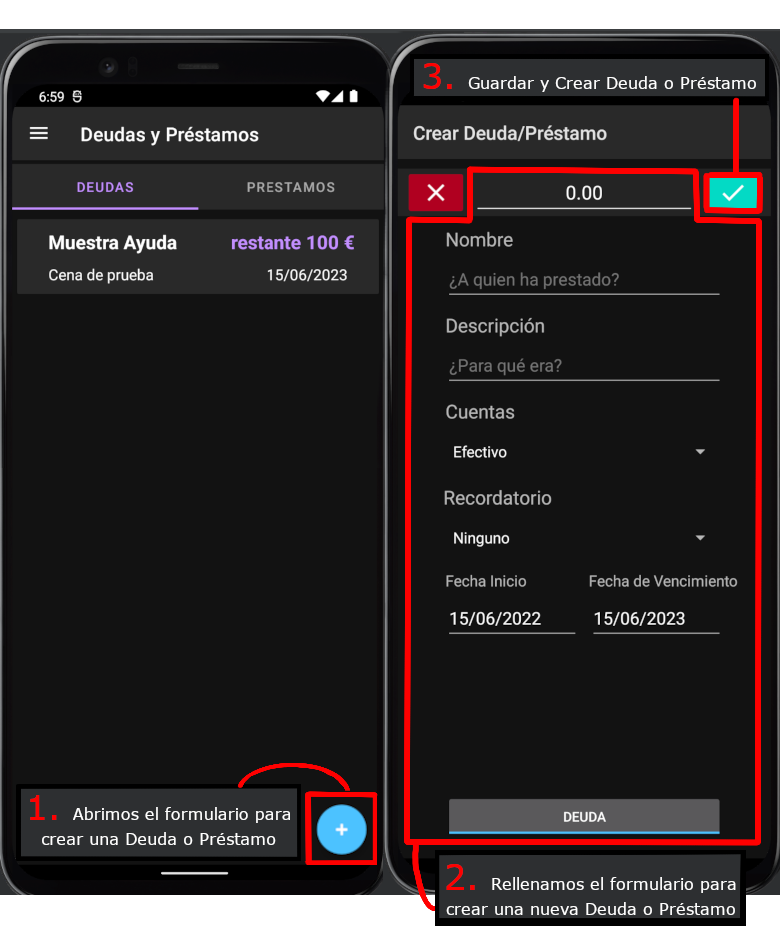 6:59
Deudas y Préstamos
DEUDAS
PRESTAMOS
Muestra Ayuda
restante 100 €
Cena de prueba
15/06/2023
1. Abrimos el formulario para
crear una Deuda o Préstamo
+
3. Guardar y Crear Deuda o Préstamo
Crear Deuda/Préstamo
0.00
Nombre
¿A quien ha prestado?
Descripción
¿Para qué era?
Cuentas
Efectivo
Recordatorio
Ninguno
Fecha Inicio
Fecha de Vencimiento
15/06/2022
15/06/2023
DEUDA
2. Rellenamos el formulario para
crear una nueva Deuda o Préstamo